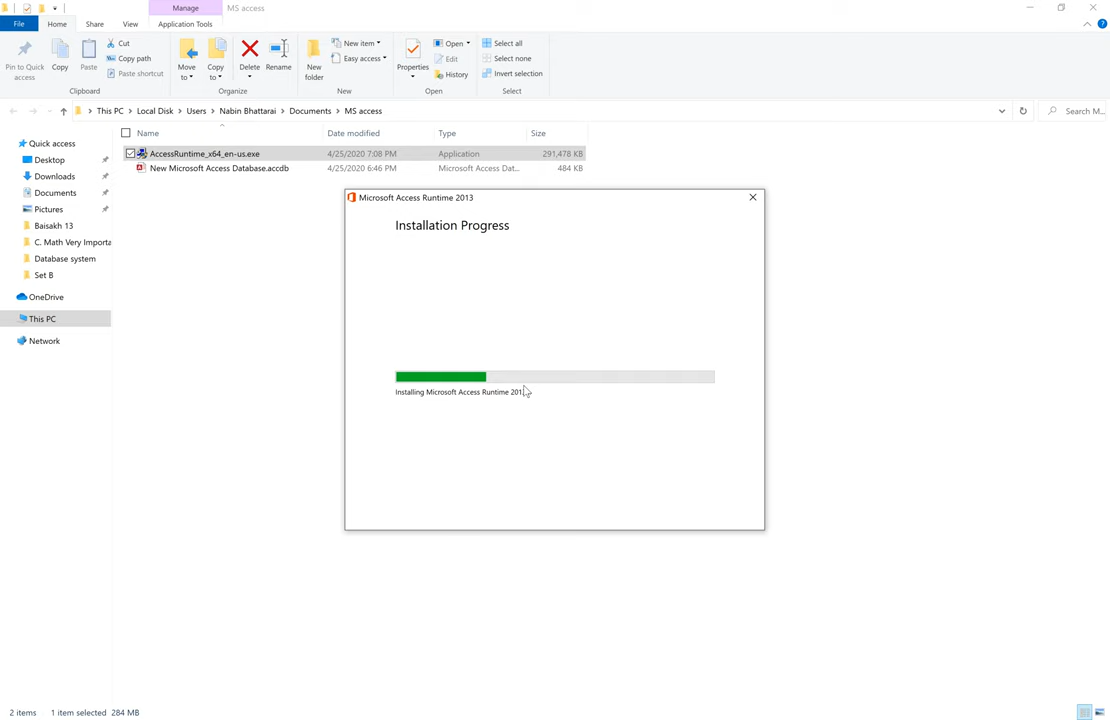 Manage
MS access
File
Home
Share
View
Application Tools
Pin to Quick access
Copy
Paste
Cut
Copy path
Paste shortcut
Clipboard
Move to
Copy to
Delete
Rename
Organize
New folder
New item
Easy access
New
Properties
Open
Edit
History
Open
Select all
Select none
Invert selection
Select
This PC
Local Disk
Users
Nabin Bhattarai
Documents
MS access
Search M...
Name
Date modified
Type
Size
AccessRuntime_x64_en-us.exe 4/25/2020 7:08 PM Application 291,478 KB
New Microsoft Access Database.accdb 4/25/2020 6:46 PM Microsoft Access Dat... 484 KB
Quick access
Desktop
Downloads
Documents
Pictures
Baisakh 13
C. Math Very Importa
Database system
Set B
OneDrive
This PC
Network
Microsoft Access Runtime 2013
Installation Progress
Installing Microsoft Access Runtime 201
2 items 1 item selected 284 MB